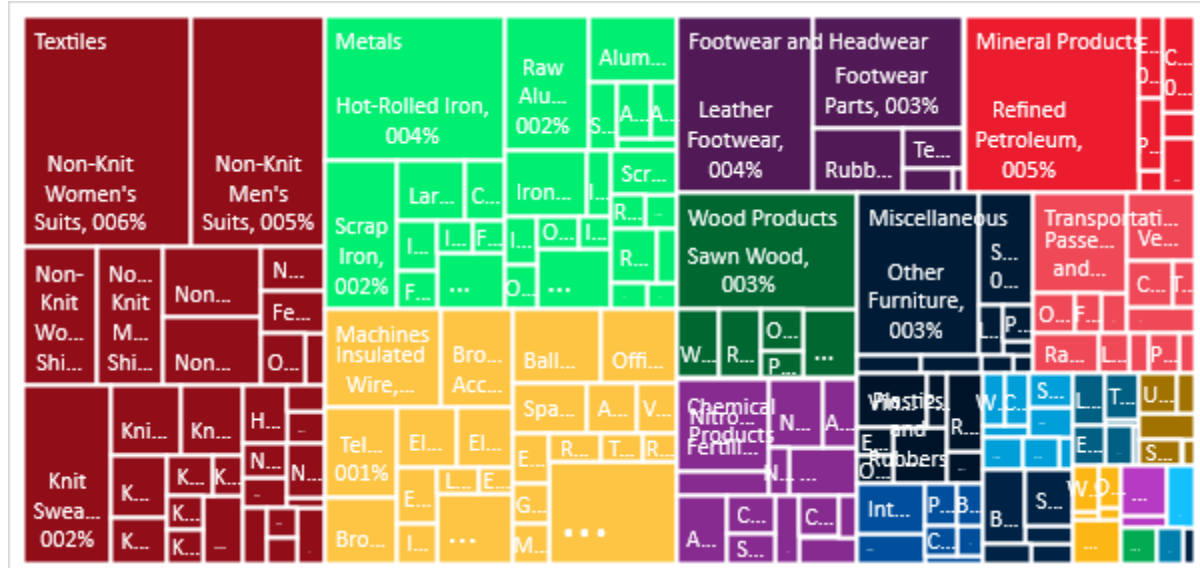 Textiles
Non-Knit
Women's
Suits, 006%
Non-Knit
Men's
Suits, 005%
Non-
Knit
Wo...
Shi...
No...
Knit
M...
Shi...
Non...
Non...
N...
Fe...
O...
Knit
Swea...
002%
Kni...
Kn...
H...
K...
K...
K...
N...
N...
K...
K...
K...
Metals
Hot-Rolled Iron,
004%
Raw
Alu...
002%
Alum...
S...
A...
A...
Scrap
Iron,
002%
Lar...
C...
I...
I...
F...
F...
...
Iron...
I...
Scr...
I...
O...
I...
R...
R...
O...
...
Machines
Insulated
Wire,...
Bro...
Acc...
Ball...
Offi...
Tel...
001%
El...
El...
Spa...
A...
V...
R...
T...
R...
E...
L...
E...
E...
G...
M...
Bro...
I...
...
...
Footwear and Headwear
Leather
Footwear,
004%
Footwear
Parts, 003%
Rubb...
Te...
Mineral Products
Refined
Petroleum,
005%
C...
0...
P...
Wood Products
Sawn Wood,
003%
W...
R...
O...
P...
...
Miscellaneous
Other
Furniture,
003%
S...
0...
L...
P...
Transportati...
Passe...
and...
Ve...
C...
T...
O...
F...
Ra...
L...
P...
Chemical
Products
Nitro...
Fertili...
N...
A...
N...
...
A...
C...
S...
C...
Plastics
and
Rubbers
E...
O...
R...
W...
C...
S...
L...
T...
E...
U...
S...
Int...
P...
B...
C...
B...
S...
W...
O...
...
...